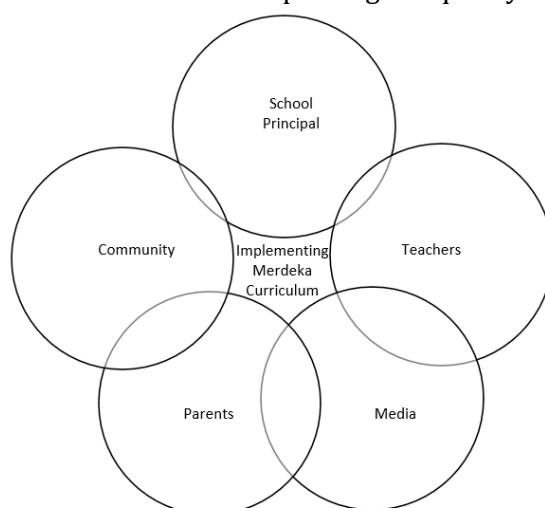 School
Principal
Community
Implementing
Merdeka
Curriculum
Teachers
Parents
Media